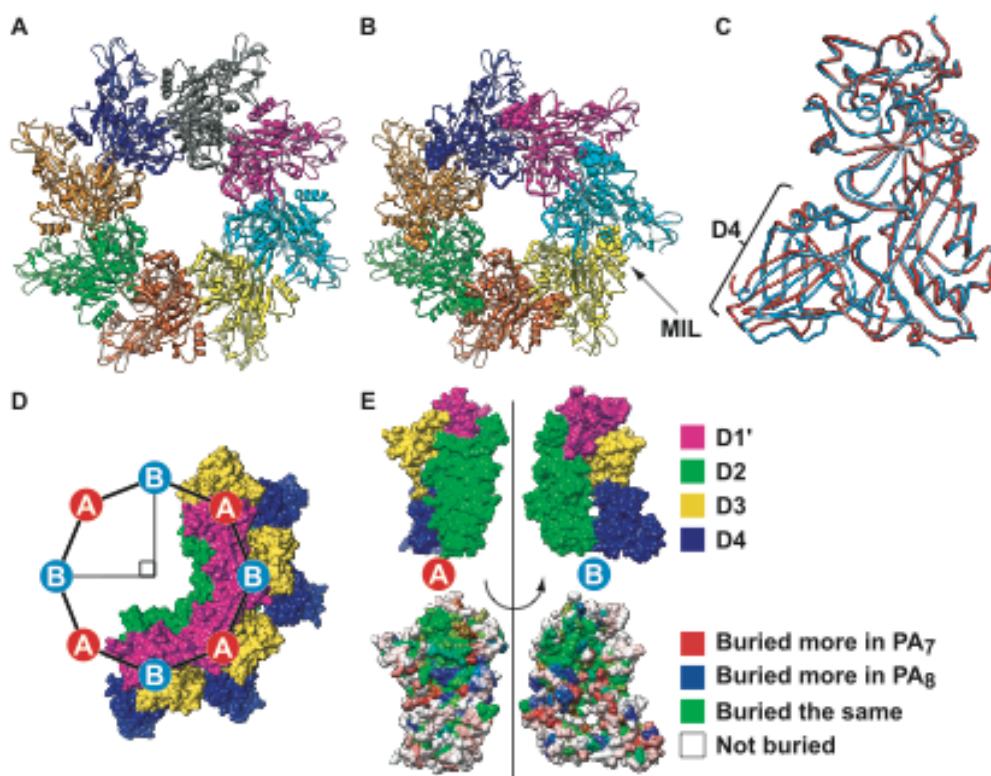 A
B
C
D4
MIL
D
B
A
A
B
B
A
A
B
E
D1'
D2
D3
D4
A
B
Buried more in PA7
Buried more in PA8
Buried the same
Not buried